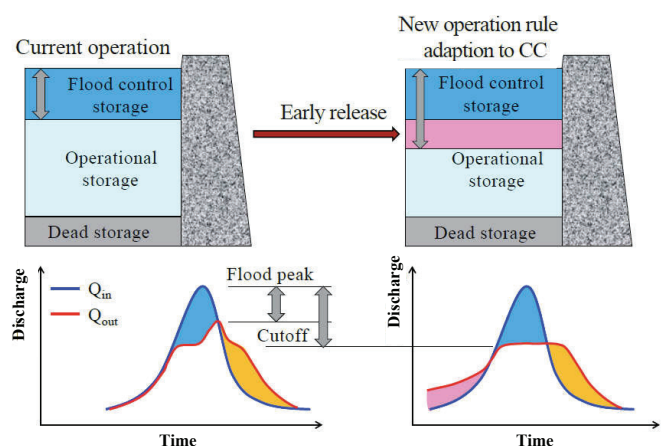 Current operation
New operation rule
adaption to CC
Flood control
storage
Operational
storage
Dead storage
Early release
Flood control
storage
Operational
storage
Dead storage
Discharge
Qin
Qout
Flood peak
Cutoff
Time
Discharge
Time